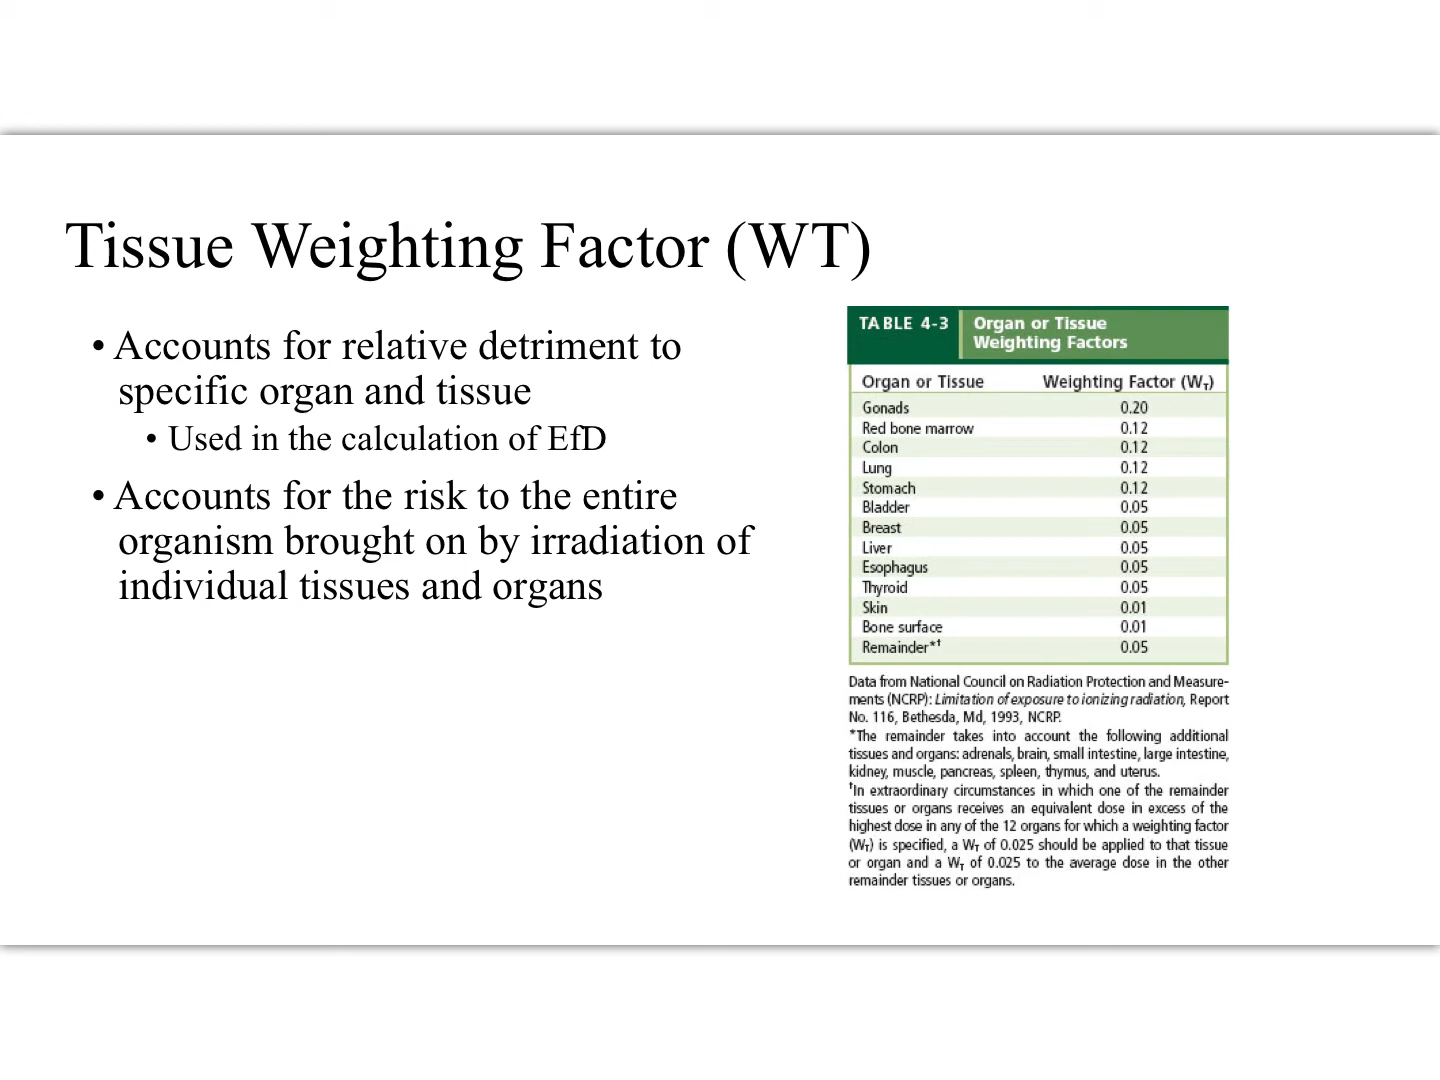 Tissue Weighting Factor (WT)
• Accounts for relative detriment to
specific organ and tissue
• Used in the calculation of EfD
• Accounts for the risk to the entire
organism brought on by irradiation of
individual tissues and organs
TABLE 4-3 Organ or Tissue
Weighting Factors
Organ or Tissue Weighting Factor (WT)
Gonads 0.20
Red bone marrow 0.12
Colon 0.12
Lung 0.12
Stomach 0.12
Bladder 0.05
Breast 0.05
Liver 0.05
Esophagus 0.05
Thyroid 0.05
Skin 0.01
Bone surface 0.01
Remainder*† 0.05
Data from National Council on Radiation Protection and Measure-
ments (NCRP): Limitation of exposure to ionizing radiation, Report
No. 116, Bethesda, Md, 1993, NCRP.
*The remainder takes into account the following additional
tissues and organs: adrenals, brain, small intestine, large intestine,
kidney, muscle, pancreas, spleen, thymus, and uterus.
†In extraordinary circumstances in which one of the remainder
tissues or organs receives an equivalent dose in excess of the
highest dose in any of the 12 organs for which a weighting factor
(WT) is specified, a WT of 0.025 should be applied to that tissue
or organ and a WT of 0.025 to the average dose in the other
remainder tissues or organs.